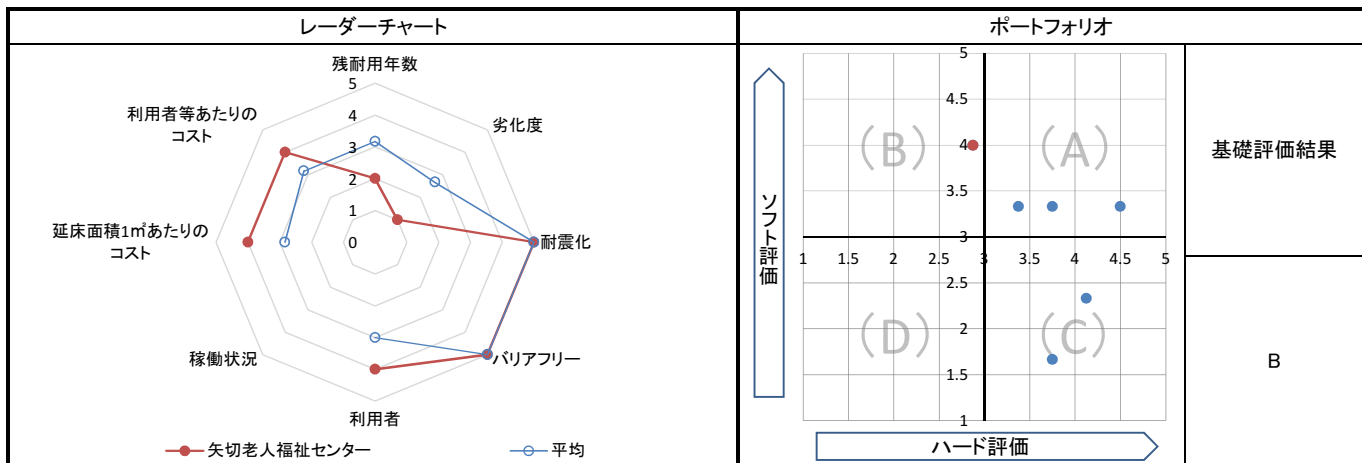 レーダーチャート
残耐用年数
劣化度
耐震化
バリアフリー
利用者
稼働状況
延床面積1㎡あたりの
コスト
利用者等あたりの
コスト
5
4
3
2
1
0
矢切老人福祉センター
平均
ポートフォリオ
ソフト評価
5
4.5
4
3.5
3
2.5
2
1.5
1
1 1.5 2 2.5 3 3.5 4 4.5 5
(B)
(A)
(D)
(C)
ハード評価
基礎評価結果
B